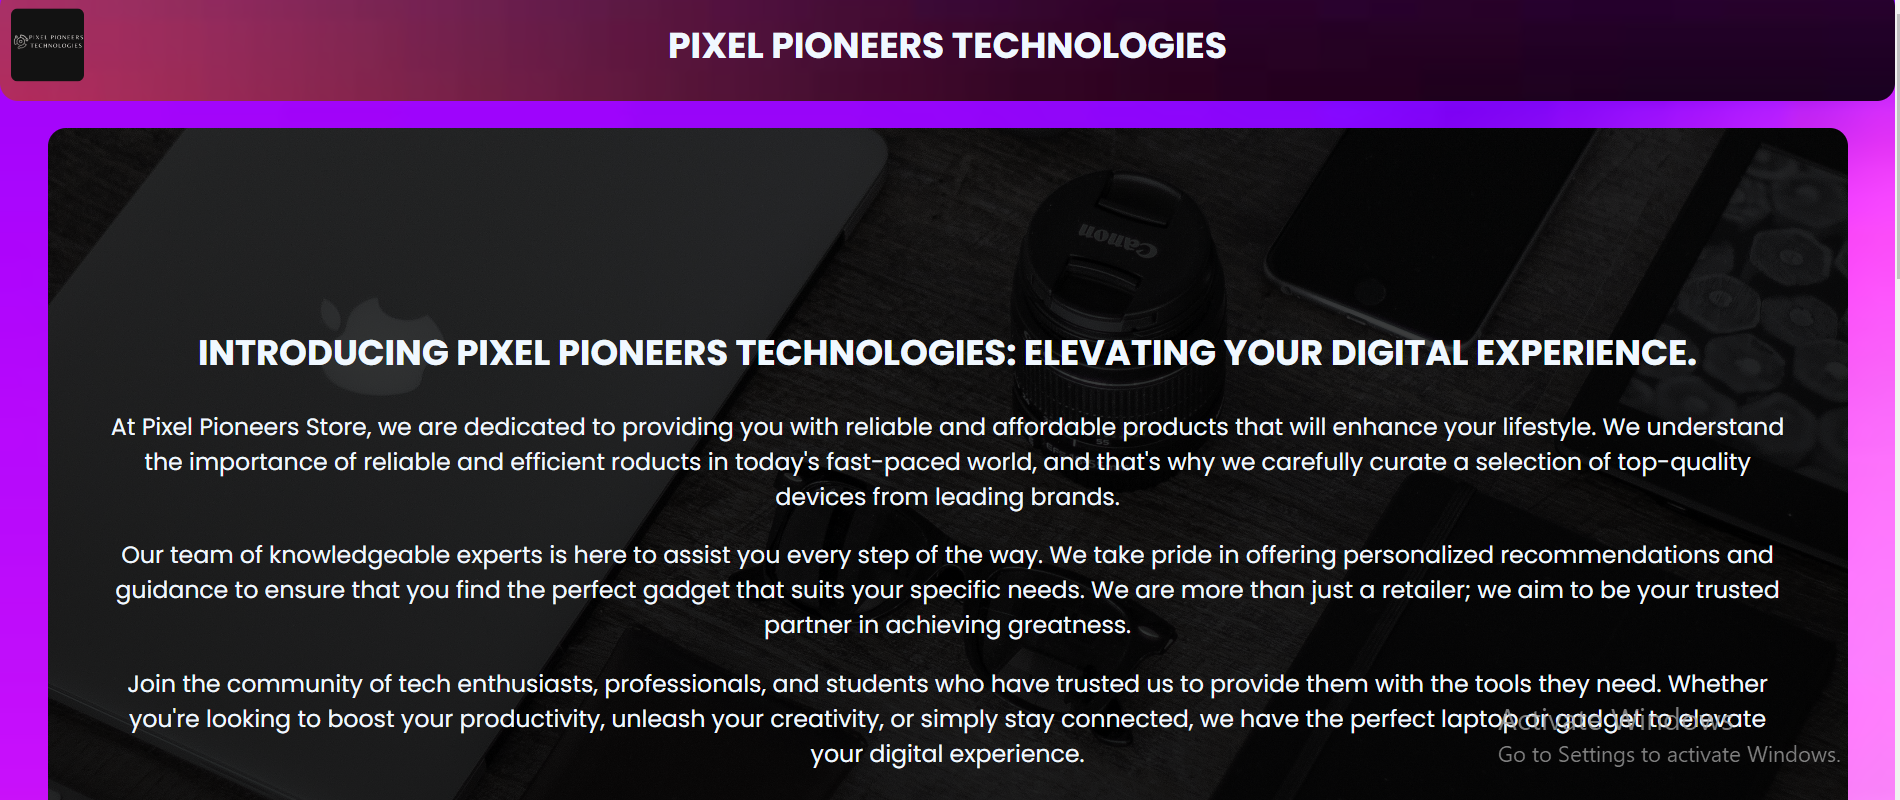 PIXEL PIONEERS
TECHNOLOGIES
PIXEL PIONEERS TECHNOLOGIES
Canon
INTRODUCING PIXEL PIONEERS TECHNOLOGIES: ELEVATING YOUR DIGITAL EXPERIENCE.
At Pixel Pioneers Store, we are dedicated to providing you with reliable and affordable products that will enhance your lifestyle. We understand
the importance of reliable and efficient roducts in today's fast-paced world, and that's why we carefully curate a selection of top-quality
devices from leading brands.
Our team of knowledgeable experts is here to assist you every step of the way. We take pride in offering personalized recommendations and
guidance to ensure that you find the perfect gadget that suits your specific needs. We are more than just a retailer; we aim to be your trusted
partner in achieving greatness.
Join the community of tech enthusiasts, professionals, and students who have trusted us to provide them with the tools they need. Whether
you're looking to boost your productivity, unleash your creativity, or simply stay connected, we have the perfect laptop or gadget to elevate
your digital experience.
Activate Windows
Go to Settings to activate Windows.